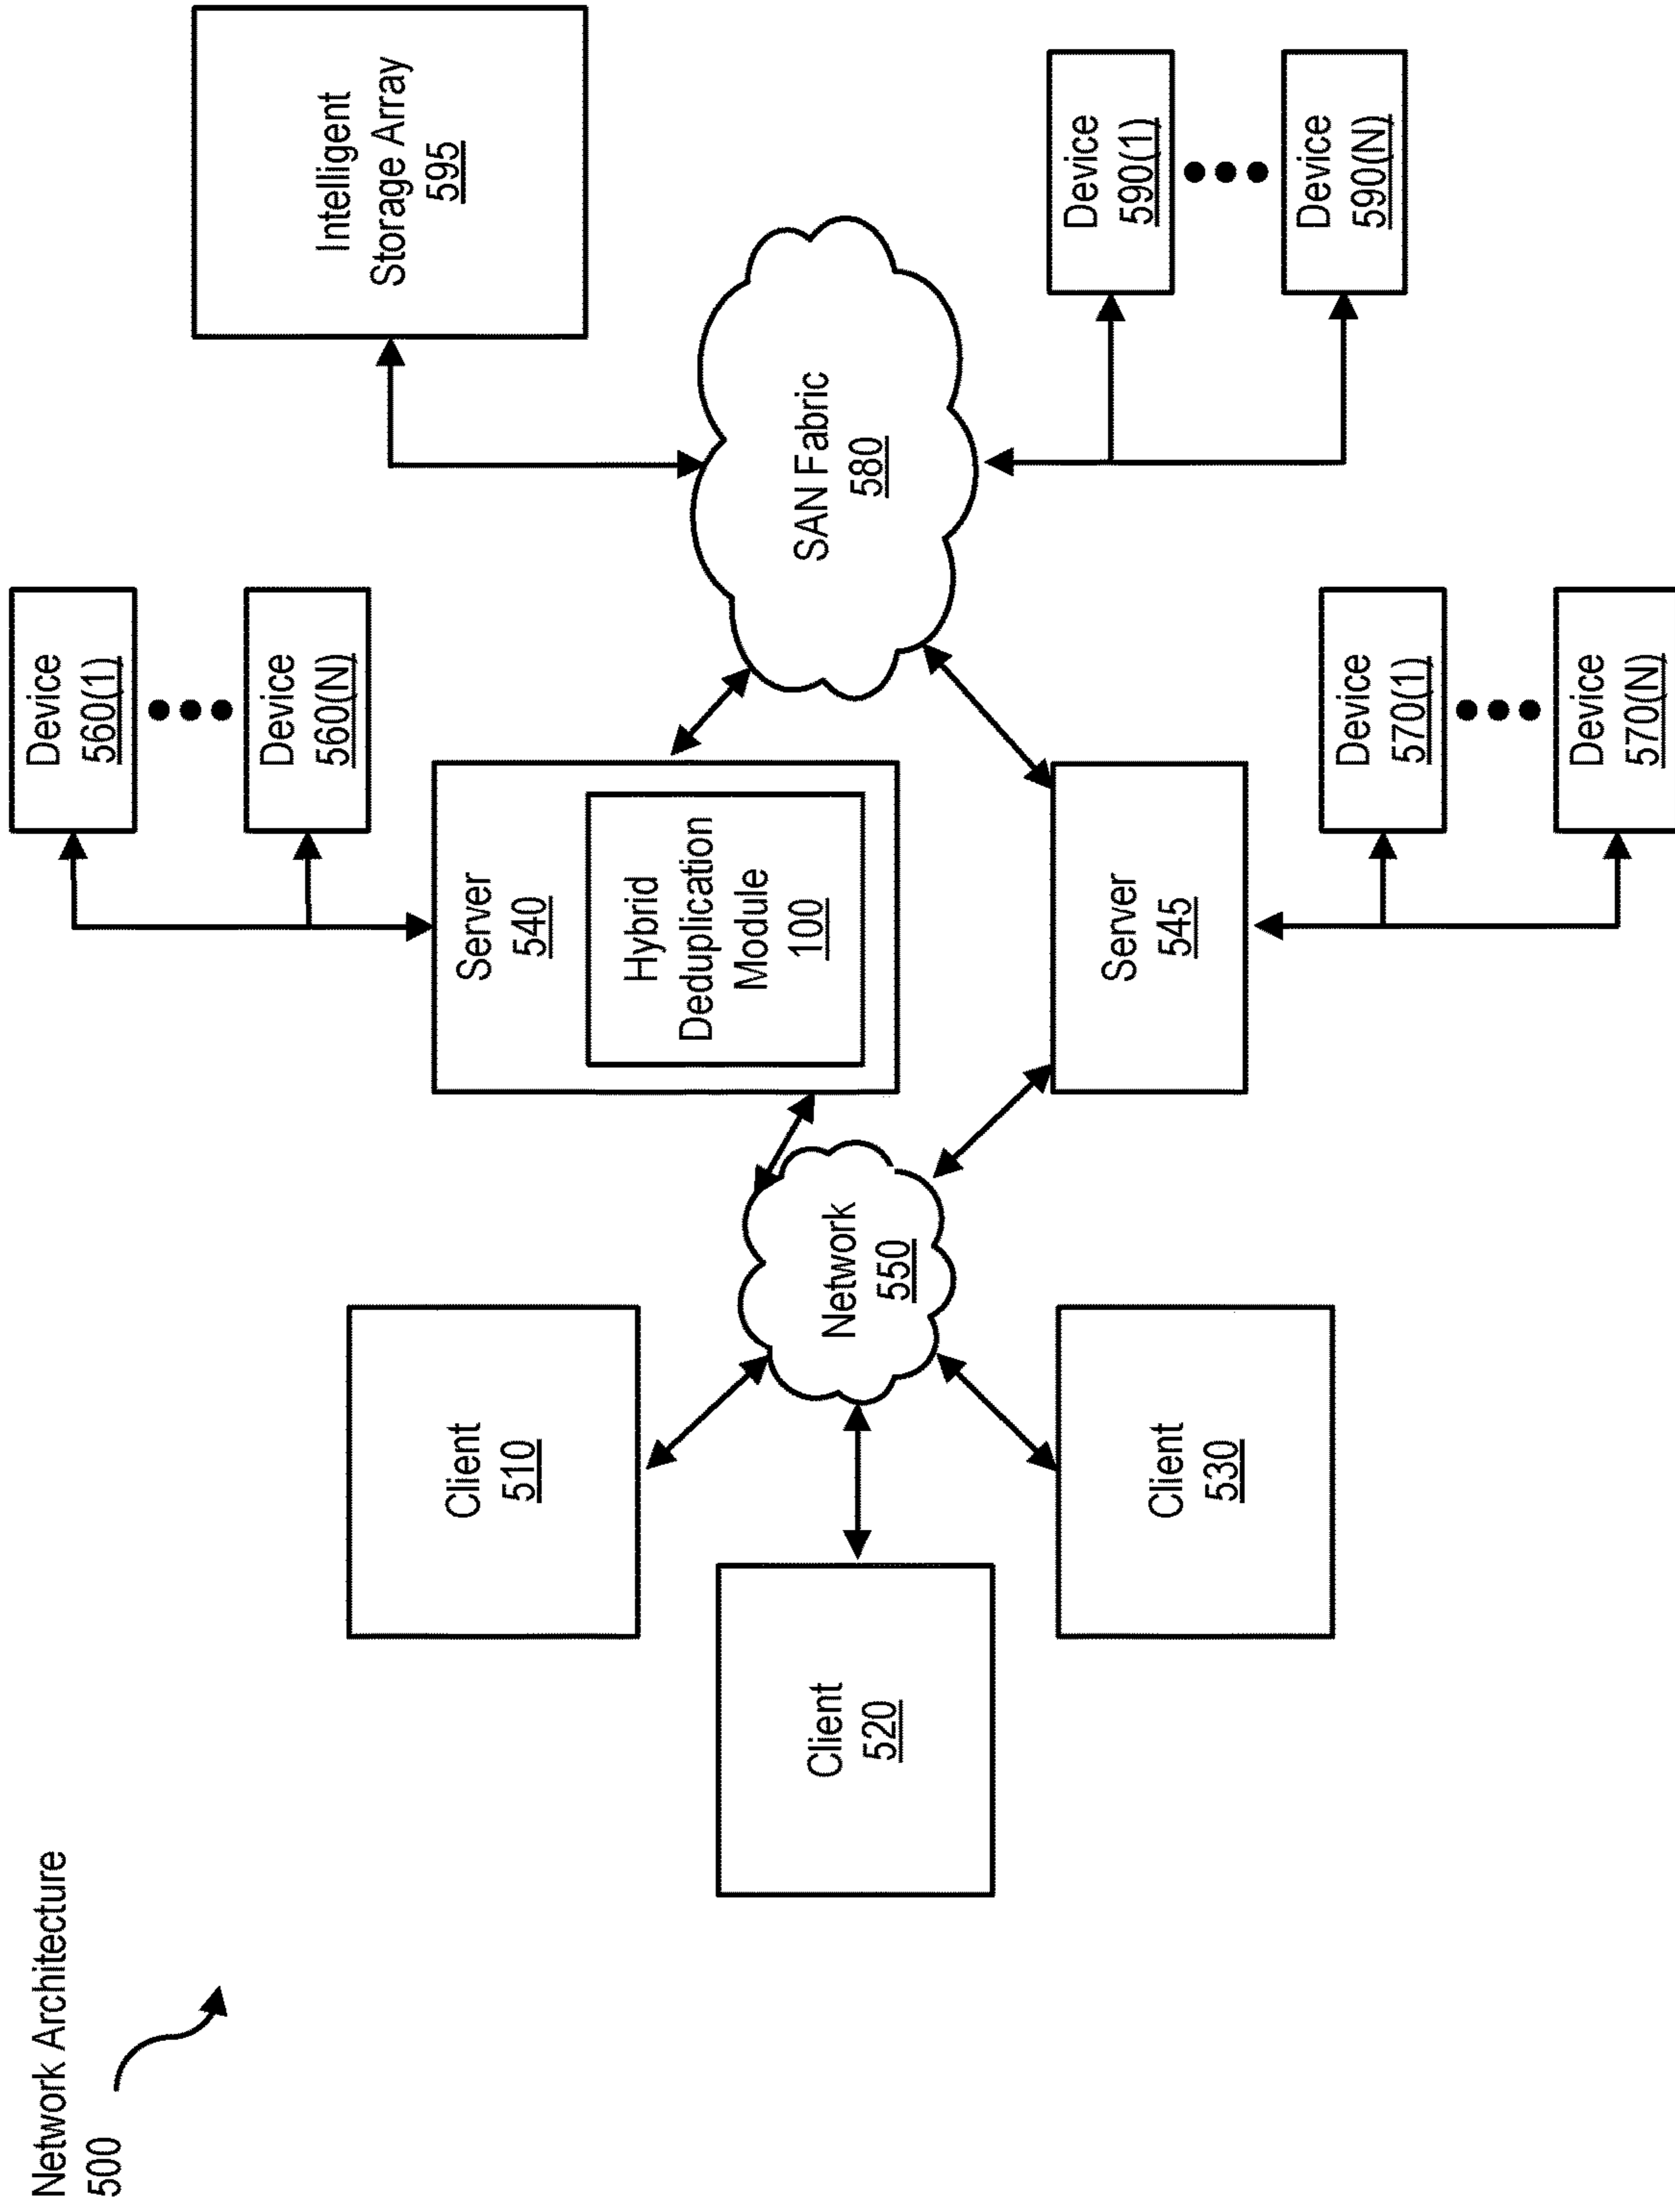 Network Architecture
500
Device
560(1)
Device
560(N)
Intelligent
Storage Array
595
Client
510
Server
540
Hybrid
Deduplication
Module
100
Client
520
Network
550
SAN Fabric
580
Client
530
Server
545
Device
590(1)
Device
590(N)
Device
570(1)
Device
570(N)